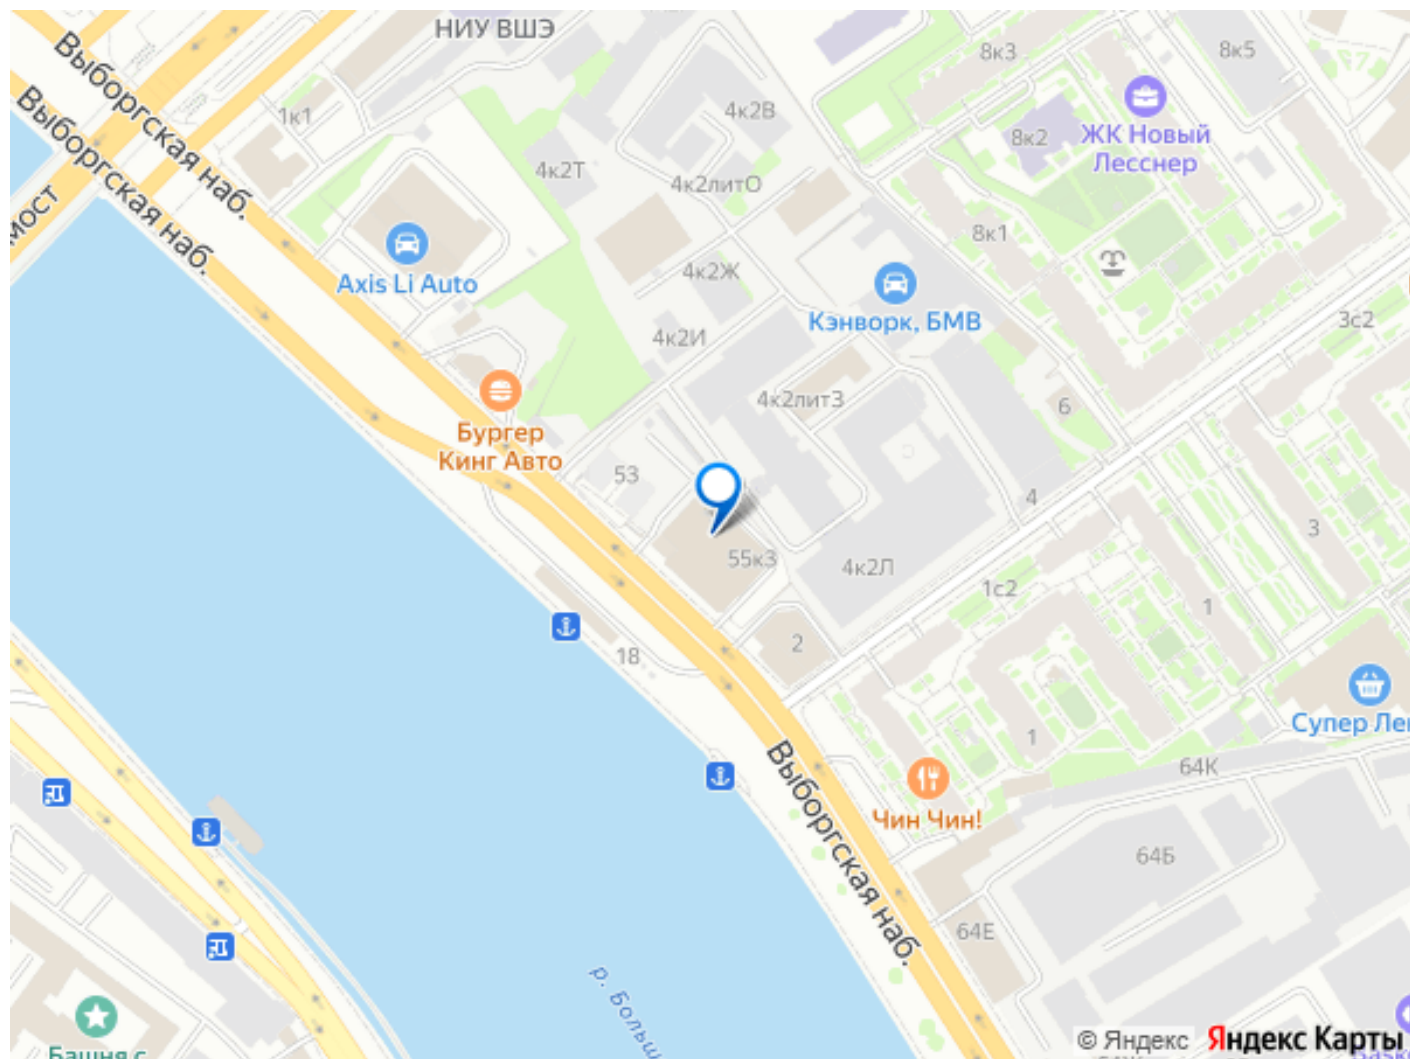 НИУ ВШЭ
Выборгская наб.
Выборгская наб.
мост
1к1
8к3
8к5
4к2В
8к2
ЖК Новый
Лесснер
4к2Т
4к2литО
8к1
Axis Li Auto
4к2Ж
Кэнворк, БМВ
3с2
4к2И
4к2литЗ
6
Бургер
Кинг Авто
53
4
3
55к3
4к2Л
1с2
1
2
18
Супер Ле
1
64К
Выборгская наб.
Чин Чин!
64Б
64Е
р. Больш
Башня с
© Яндекс
Яндекс Карты